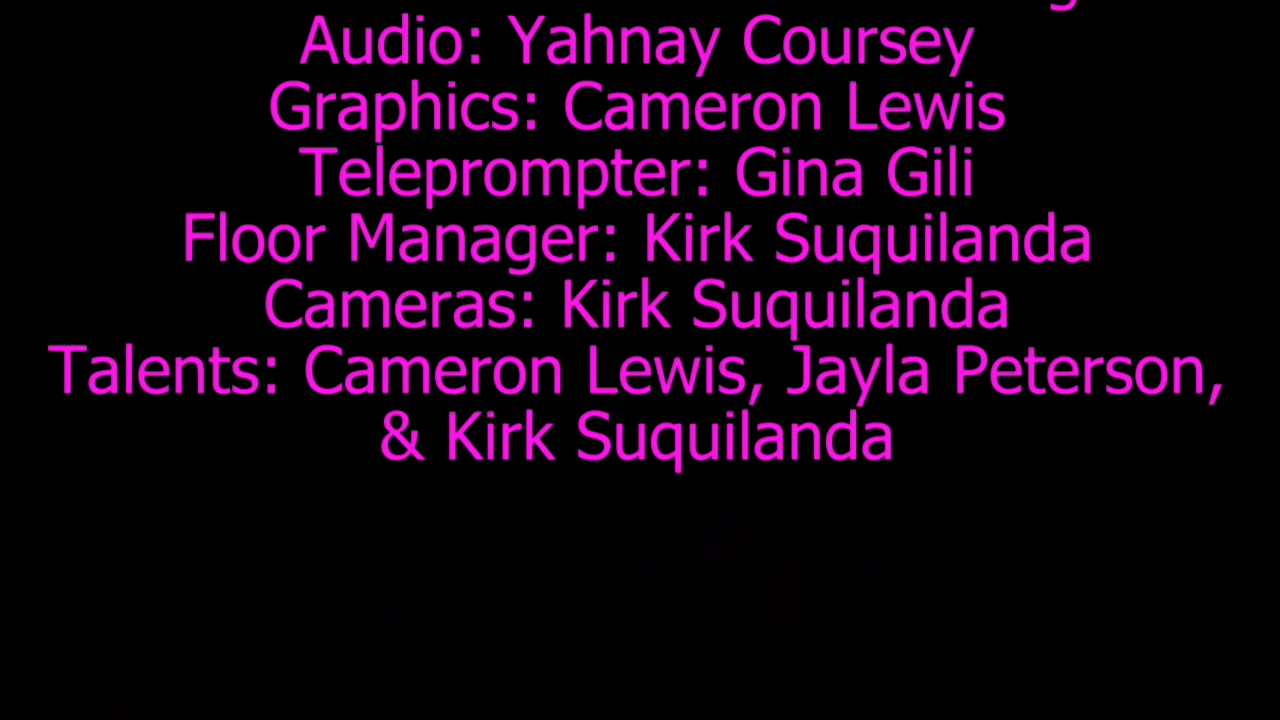 Audio: Yahnay Coursey
Graphics: Cameron Lewis
Teleprompter: Gina Gili
Floor Manager: Kirk Suquilanda
Cameras: Kirk Suquilanda
Talents: Cameron Lewis, Jayla Peterson,
& Kirk Suquilanda